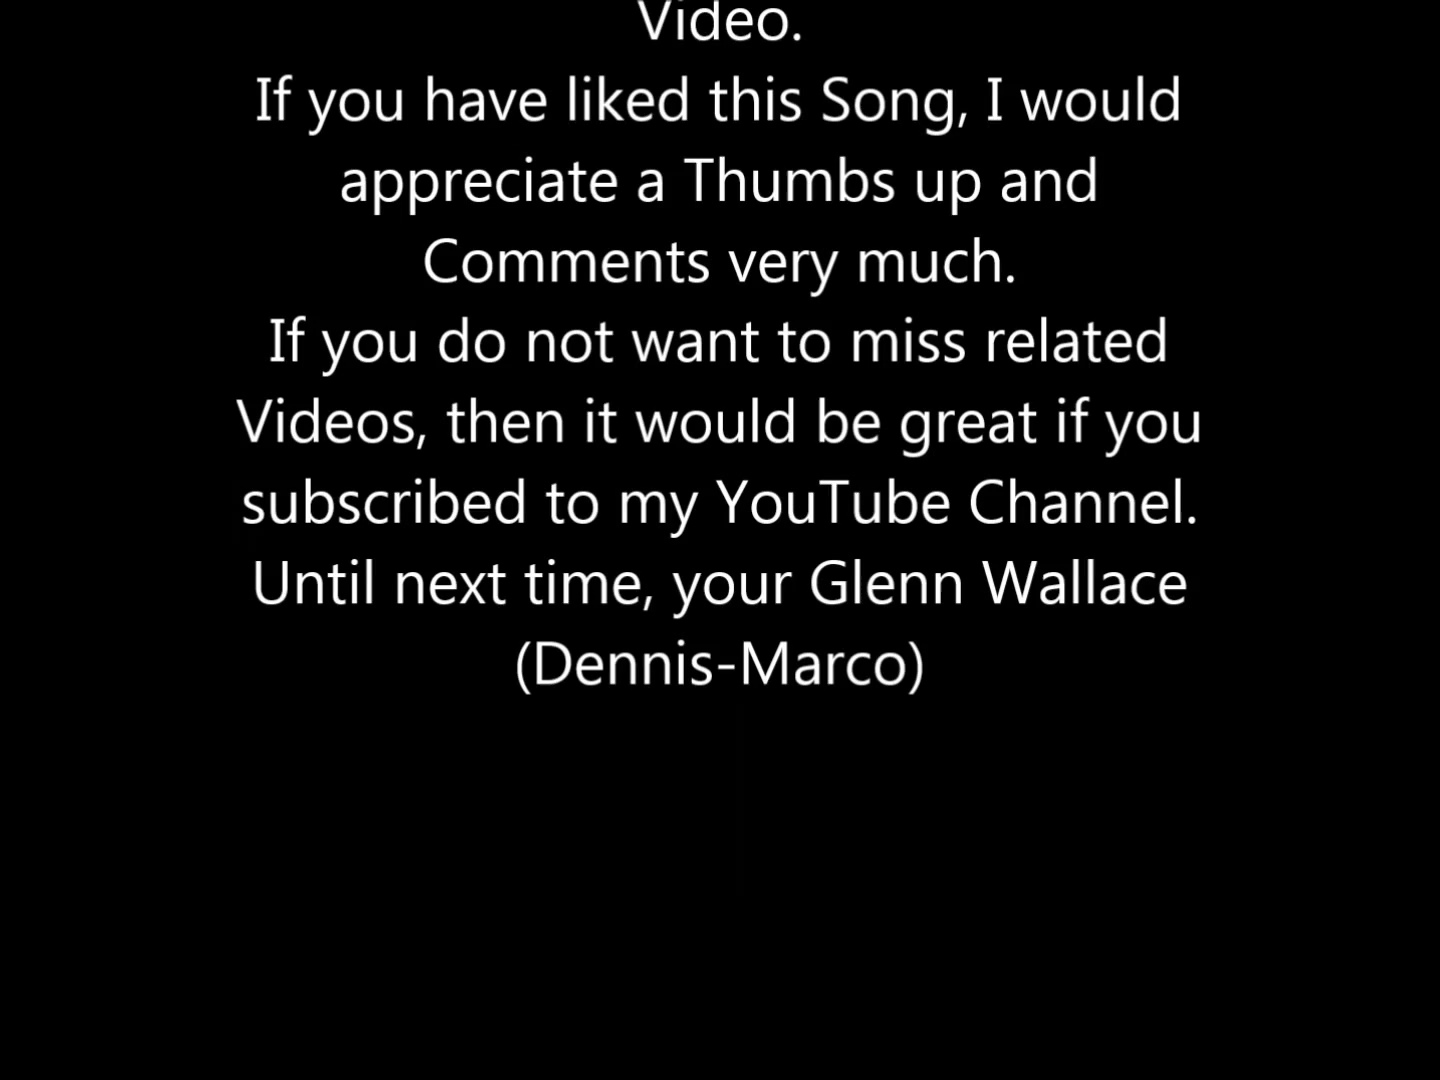 Video.
If you have liked this Song, I would
appreciate a Thumbs up and
Comments very much.
If you do not want to miss related
Videos, then it would be great if you
subscribed to my YouTube Channel.
Until next time, your Glenn Wallace
(Dennis-Marco)